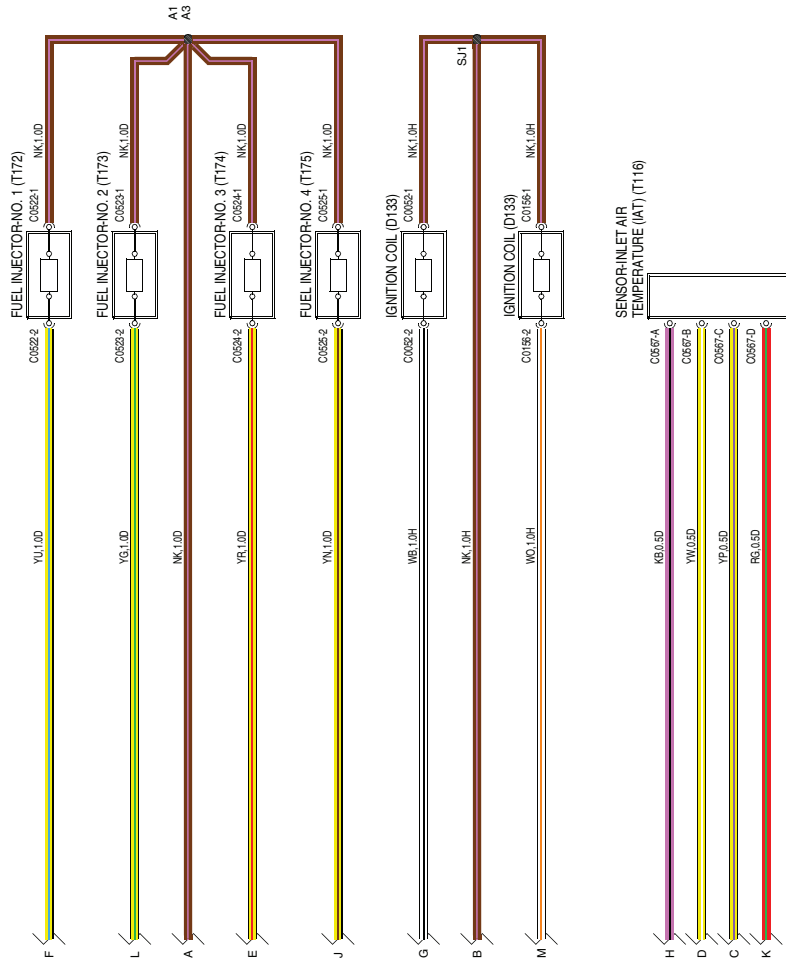 A1
A3
SJ1
NK,1.0D
NK,1.0D
NK,1.0D
NK,1.0D
NK,1.0H
NK,1.0H
FUEL INJECTOR-NO. 1 (T172)
C0522-1
C0522-2
YU,1.0D
F
FUEL INJECTOR-NO. 2 (T173)
C0523-1
C0523-2
YG,1.0D
L
NK,1.0D
A
FUEL INJECTOR-NO. 3 (T174)
C0524-1
C0524-2
YR,1.0D
E
FUEL INJECTOR-NO. 4 (T175)
C0525-1
C0525-2
YN,1.0D
J
IGNITION COIL (D133)
C0052-1
C0052-2
WB,1.0H
G
NK,1.0H
B
IGNITION COIL (D133)
C0156-1
C0156-2
WO,1.0H
M
SENSOR-INLET AIR
TEMPERATURE (IAT) (T116)
C0567-A
KB,0.5D
H
C0567-B
YW,0.5D
D
C0567-C
YP,0.5D
C
C0567-D
RG,0.5D
K